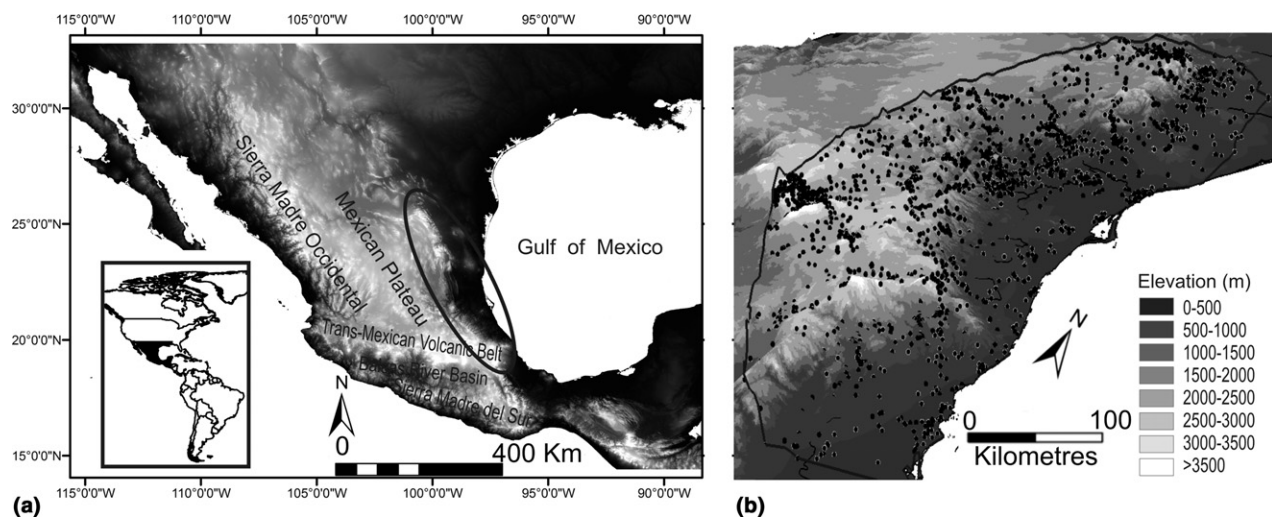 115°0'0"W 110°0'0"W 105°0'0"W 100°0'0"W 95°0'0"W 90°0'0"W
30°0'0"N
25°0'0"N
20°0'0"N
15°0'0"N
Sierra Madre Occidental
Mexican Plateau
Gulf of Mexico
Trans-Mexican Volcanic Belt
Balsas River Basin
Sierra Madre del Sur
N
0 400 Km
115°0'0"W 110°0'0"W 105°0'0"W 100°0'0"W 95°0'0"W 90°0'0"W
(a)
N
0 100
Kilometres
Elevation (m)
0-500
500-1000
1000-1500
1500-2000
2000-2500
2500-3000
3000-3500
>3500
(b)